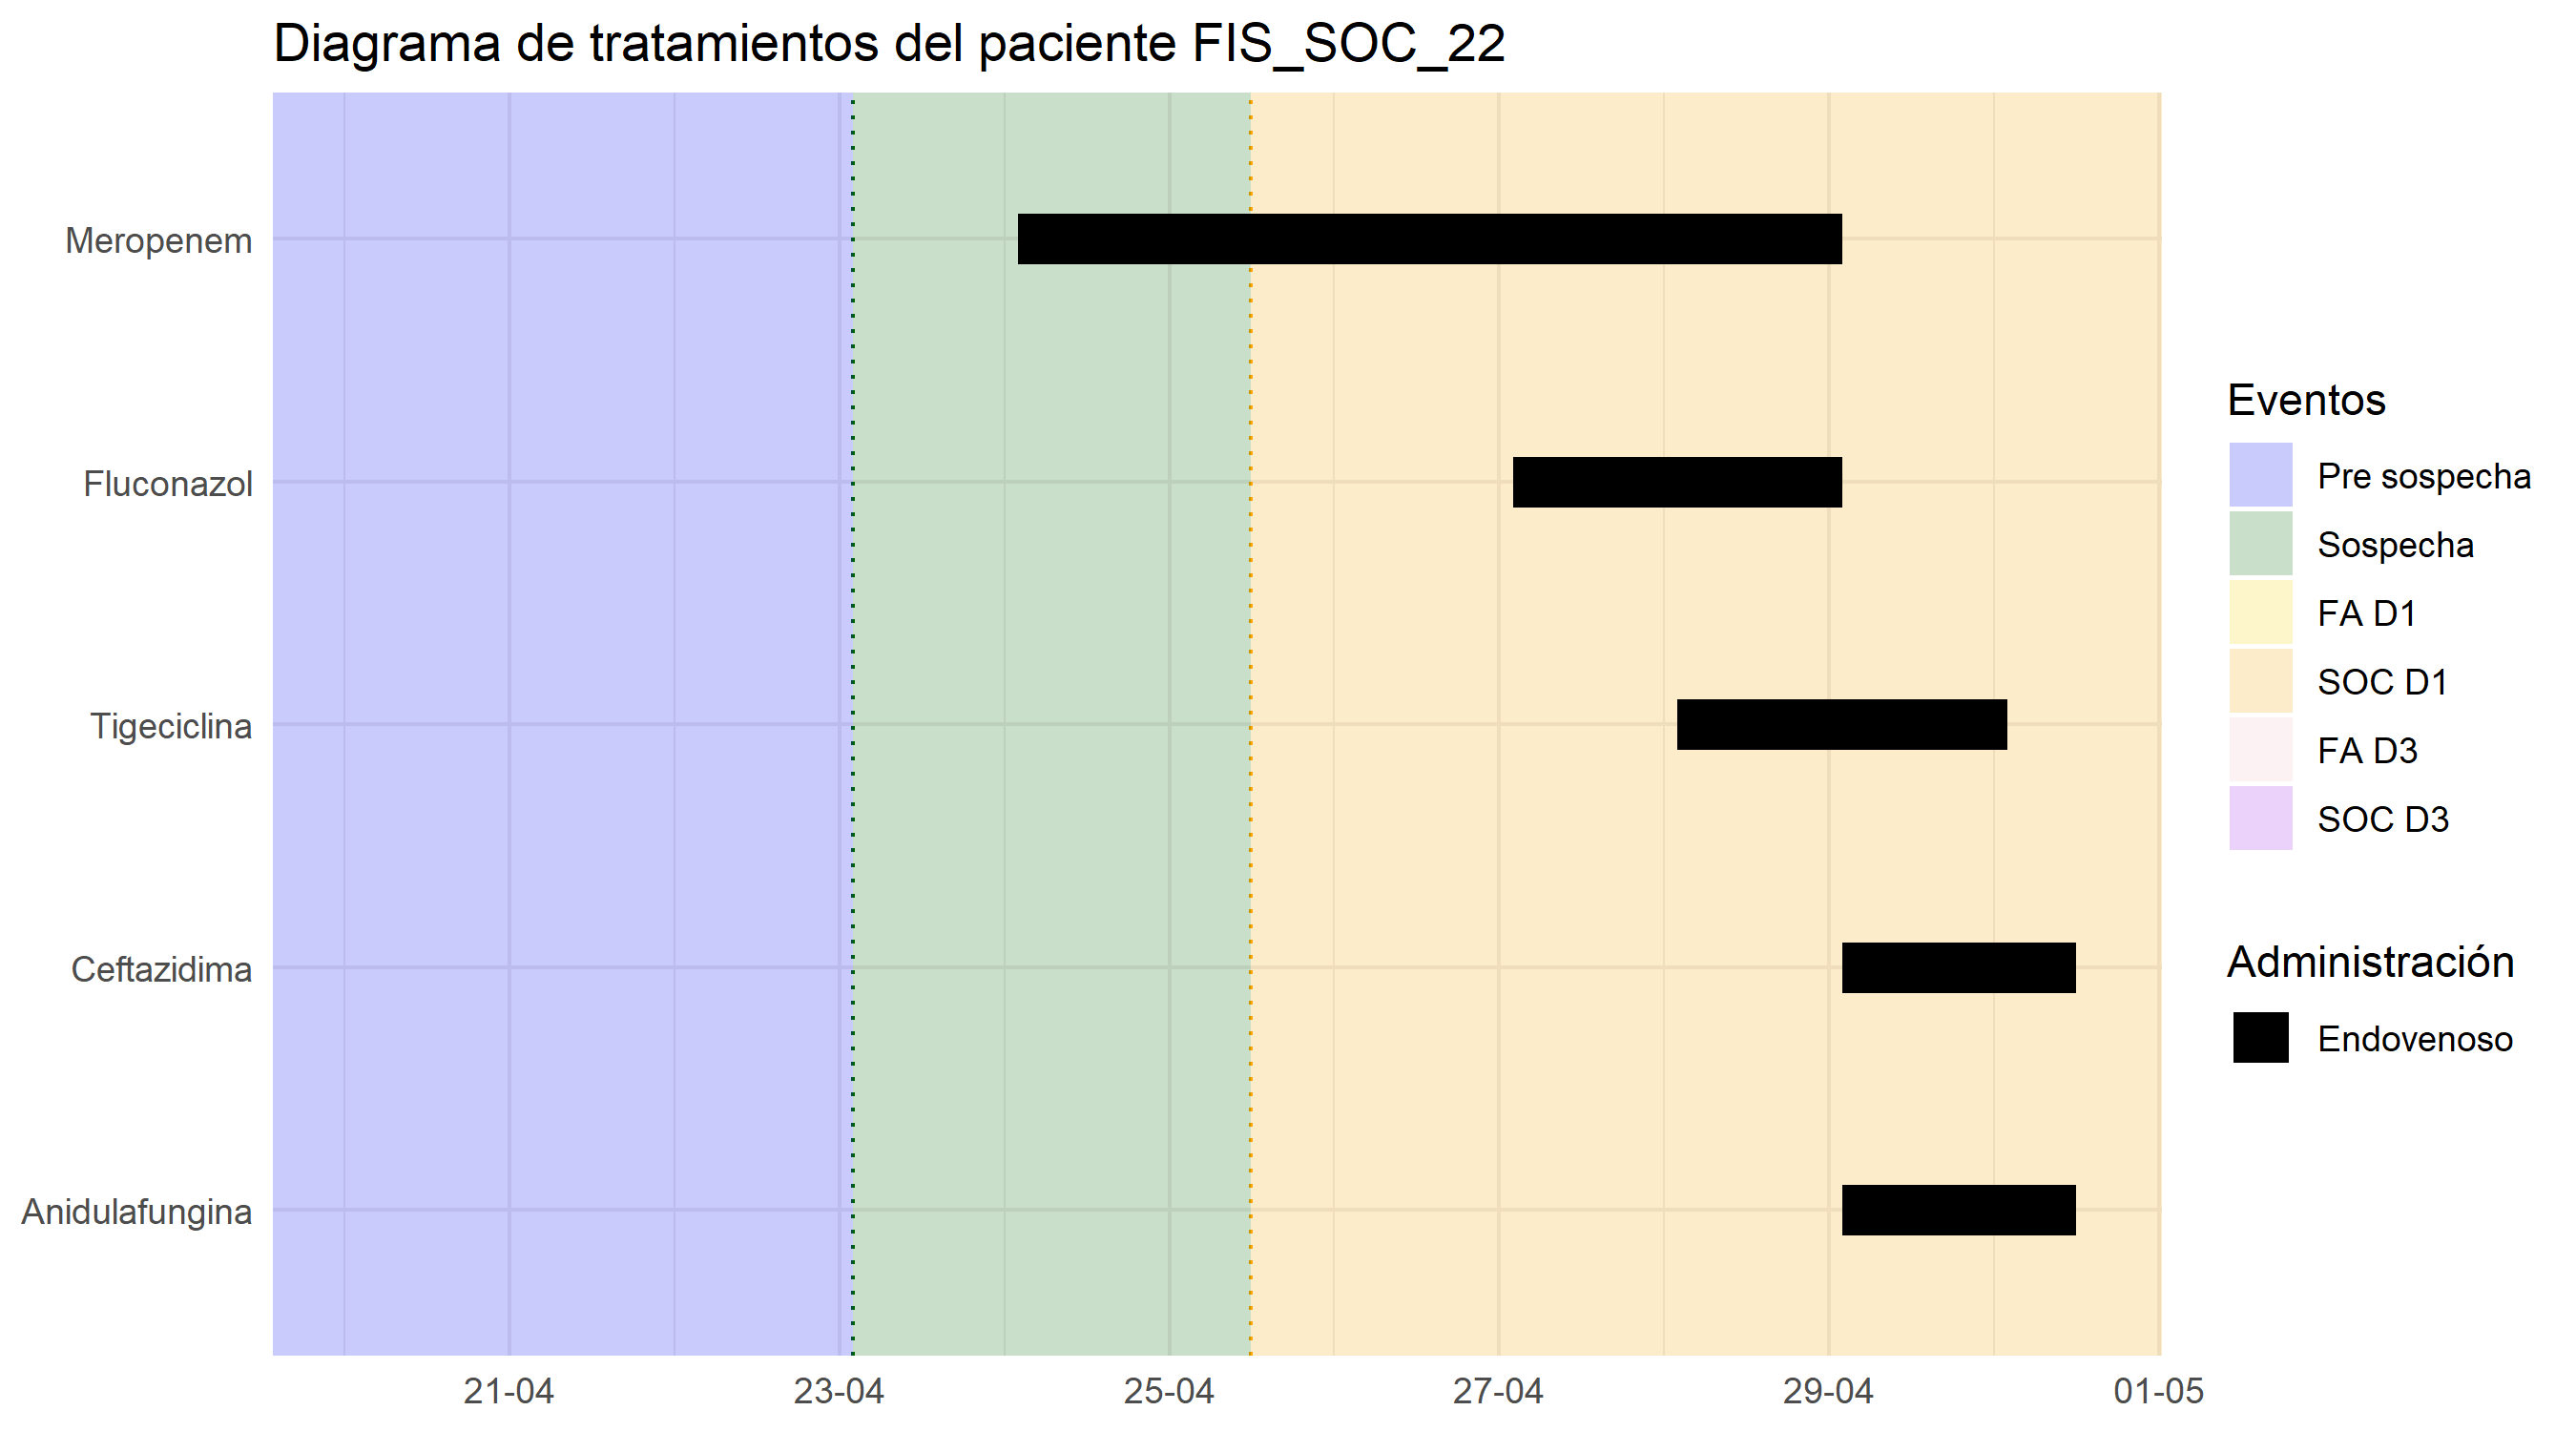 Diagrama de tratamientos del paciente FIS_SOC_22
Meropenem
Fluconazol
Tigeciclina
Ceftazidima
Anidulafungina
21-04
23-04
25-04
27-04
29-04
01-05
Eventos
Pre sospecha
Sospecha
FA D1
SOC D1
FA D3
SOC D3
Administración
Endovenoso